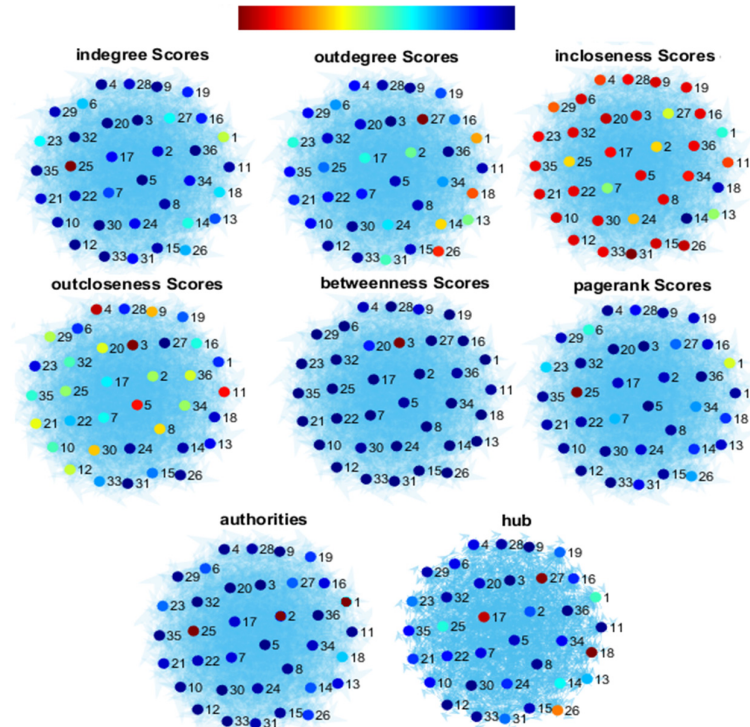 indegree Scores outdegree Scores incloseness Scores
4 28 9 19 6 29 20 3 27 16 23 32 1 17 2 36 35 25 11 5 34 21 22 7 18 8 10 30 24 14 13 12 33 31 15 26
4 28 9 19 6 29 20 3 27 16 23 32 1 17 2 36 35 25 11 5 34 21 22 7 18 8 10 30 24 14 13 12 33 31 15 26
4 28 9 19 6 29 20 3 27 16 23 32 1 17 2 36 35 25 11 5 34 21 22 7 18 8 10 30 24 14 13 12 33 31 15 26
outcloseness Scores betweenness Scores pagerank Scores
4 28 9 19 6 29 20 3 16 23 32 1 17 2 36 35 25 11 5 34 21 22 7 18 8 10 30 24 14 13 12 33 31 15 26
4 28 9 19 6 29 20 3 27 16 23 32 1 17 2 36 35 25 11 5 34 21 22 7 18 8 10 30 24 14 13 12 33 31 15 26
4 28 9 19 6 29 20 3 27 16 23 32 1 17 2 36 35 25 1 5 34 21 22 7 18 8 10 30 24 14 13 12 33 31 15 26
authorities hub
4 28 9 19 6 29 20 3 27 16 23 32 1 17 2 36 35 25 11 5 34 21 22 7 18 8 10 30 24 14 13 12 33 31 15 26
4 28 9 19 6 29 20 3 27 16 23 32 1 17 2 36 35 25 11 5 34 21 22 7 18 8 10 30 24 14 13 12 33 31 15 26